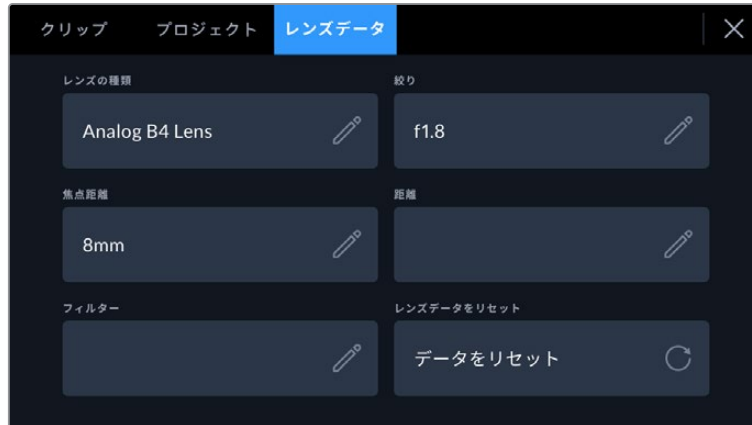 クリップ プロジェクト レンズデータ
レンズの種類 絞り
Analog B4 Lens f1.8
焦点距離 距離
8mm
フィルター レンズデータをリセット
データをリセット